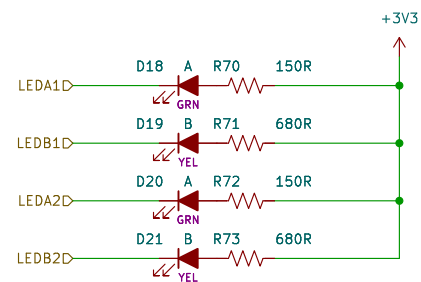 +3V3
D18 A R70 150R
LEDA1
GRN
D19 B R71 680R
LEDB1
YEL
D20 A R72 150R
LEDA2
GRN
D21 B R73 680R
LEDB2
YEL